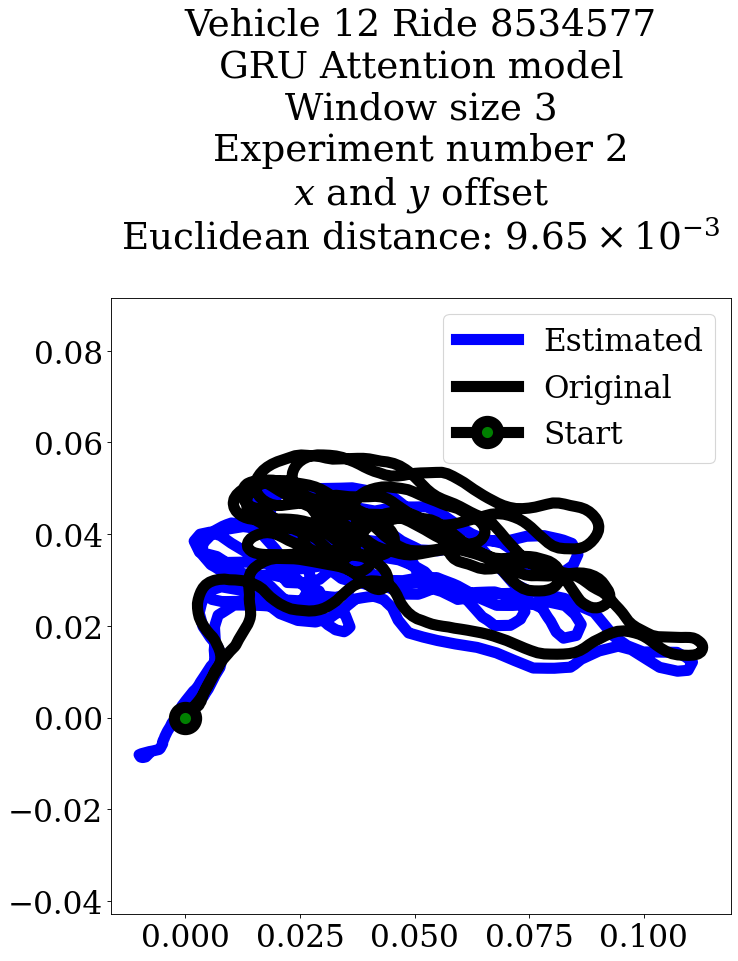 Vehicle 12 Ride 8534577
GRU Attention model
Window size 3
Experiment number 2
x and y offset
Euclidean distance: 9.65 × 10⁻³
Estimated
Original
Start
0.08
0.06
0.04
0.02
0.00
−0.02
−0.04
0.000 0.025 0.050 0.075 0.100